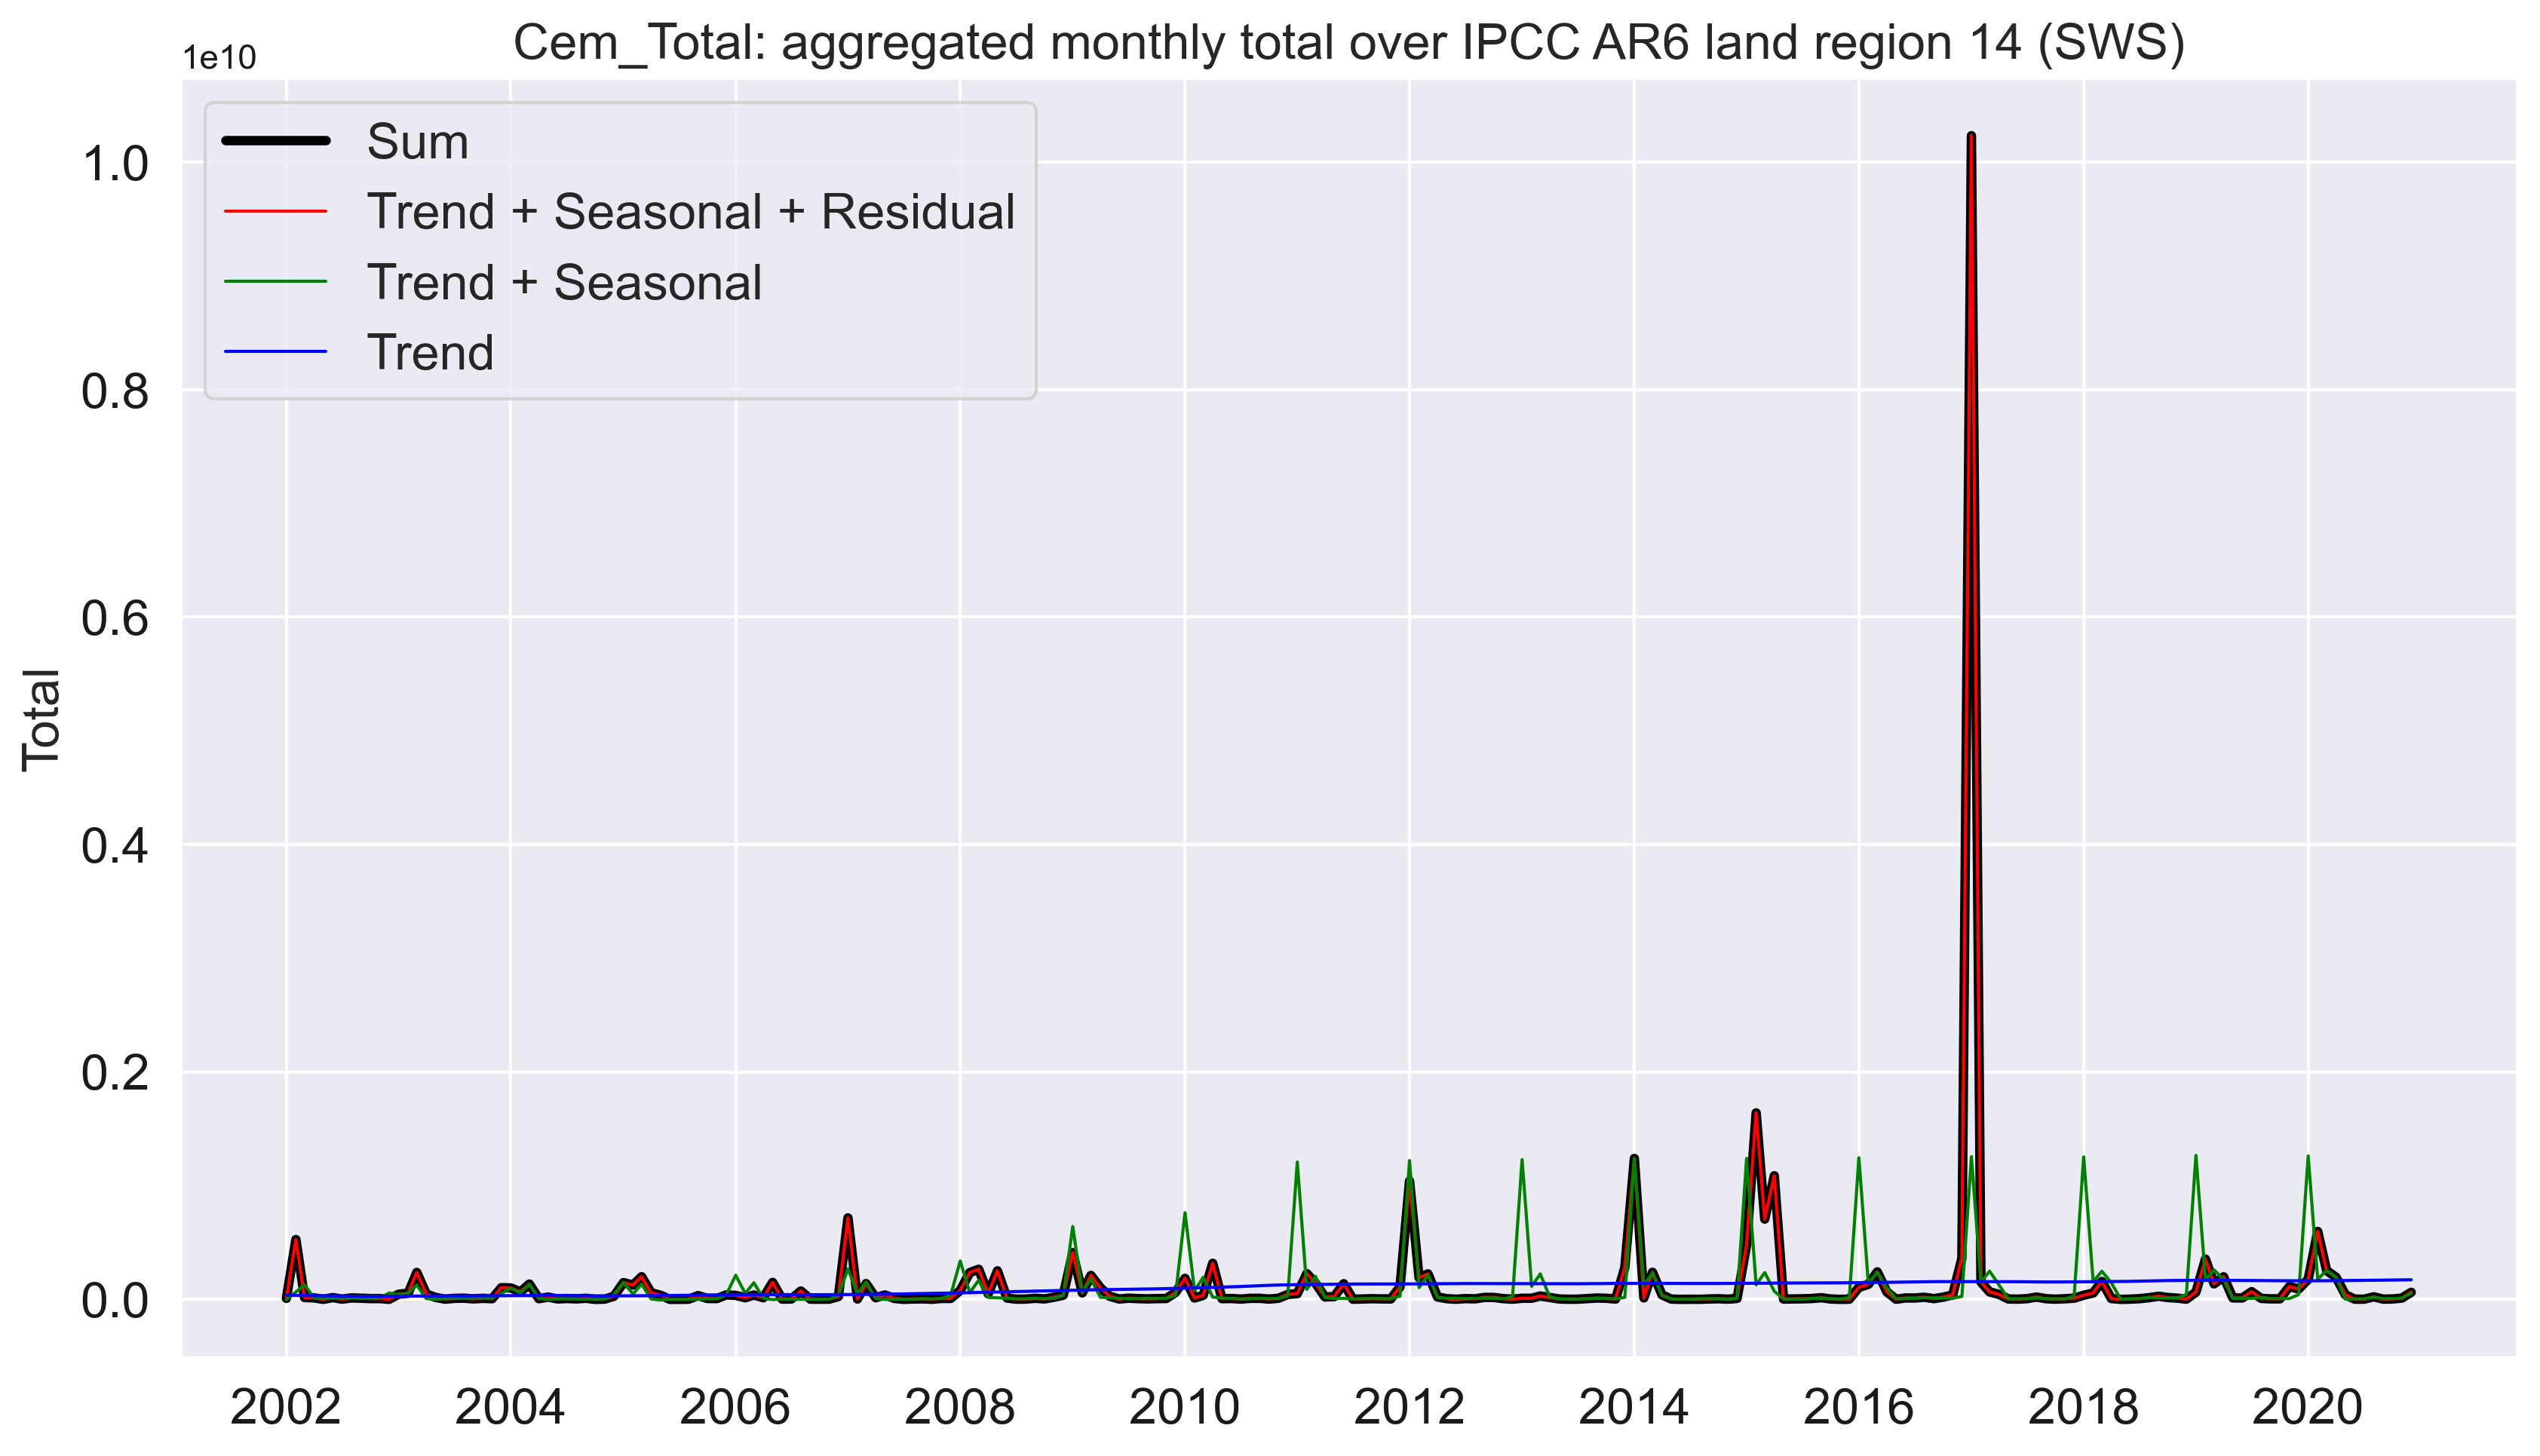 Cem_Total: aggregated monthly total over IPCC AR6 land region 14 (SWS)
1e10
Sum
Trend + Seasonal + Residual
Trend + Seasonal
Trend
1.0
0.8
0.6
0.4
0.2
0.0
Total
2002 2004 2006 2008 2010 2012 2014 2016 2018 2020